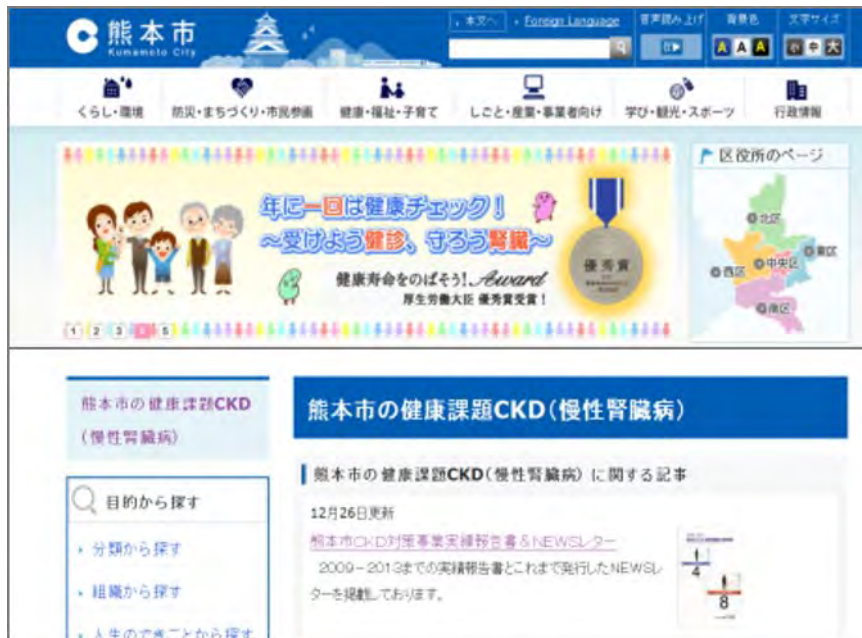 熊本市
Kumamoto City
本文へ
Foreign Language
音声読み上げ
背景色
文字サイズ
A A A
小 中 大
くらし・環境
防災・まちづくり・市民参画
健康・福祉・子育て
しごと・産業・事業者向け
学び・観光・スポーツ
行政情報
年に一回は健康チェック!
～受けよう健診、守ろう腎臓～
健康寿命をのばそう!Award
厚生労働大臣 優秀賞受賞!
優秀賞
1 2 3 4 5
区役所のページ
北区
西区
中央区
東区
南区
熊本市の健康課題CKD
(慢性腎臓病)
目的から探す
分類から探す
組織から探す
人生のできごとから探す
熊本市の健康課題CKD(慢性腎臓病)
熊本市の健康課題CKD(慢性腎臓病)に関する記事
12月26日更新
熊本市CKD対策事業実績報告書&NEWSレター
2009-2013までの実績報告書とこれまで発行したNEWSレ
ターを掲載しております。
4
8